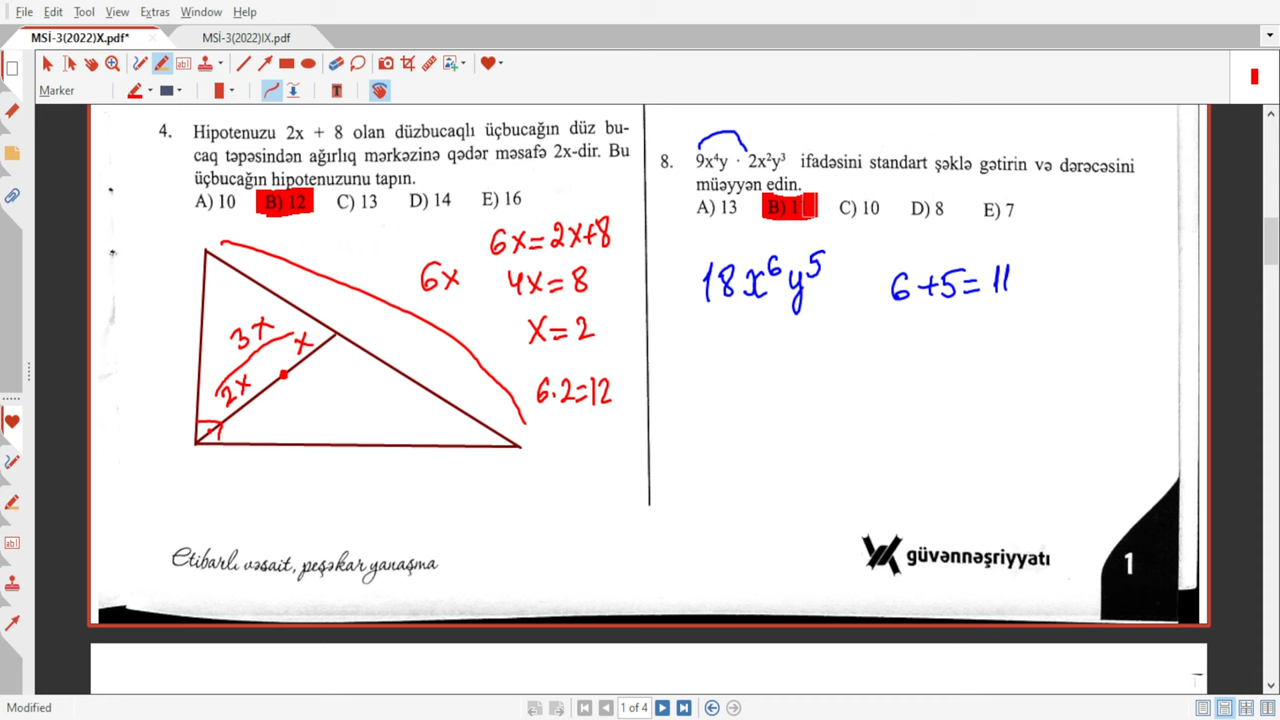 File Edit Tool View Extras Window Help
MSİ-3(2022)X.pdf* MSİ-3(2022)IX.pdf
Marker
4. Hipotenuzu 2x + 8 olan düzbucaqlı üçbucağın düz bu-
caq təpəsindən ağırlıq mərkəzinə qədər məsafə 2x-dir. Bu
üçbucağın hipotenuzunu tapın.
A) 10 B) 12 C) 13 D) 14 E) 16
6x=2x+8
6x
4x=8
x=2
6.2=12
3x
x
2x
8. 9x⁴y · 2x²y³ ifadəsini standart şəklə gətirin və dərəcəsini
müəyyən edin.
A) 13 B) 1 C) 10 D) 8 E) 7
18x⁶y⁵ 6+5=11
Etibarlı vəsait, peşəkar yanaşma
güvənnəşriyyatı
1
Modified
1 of 4